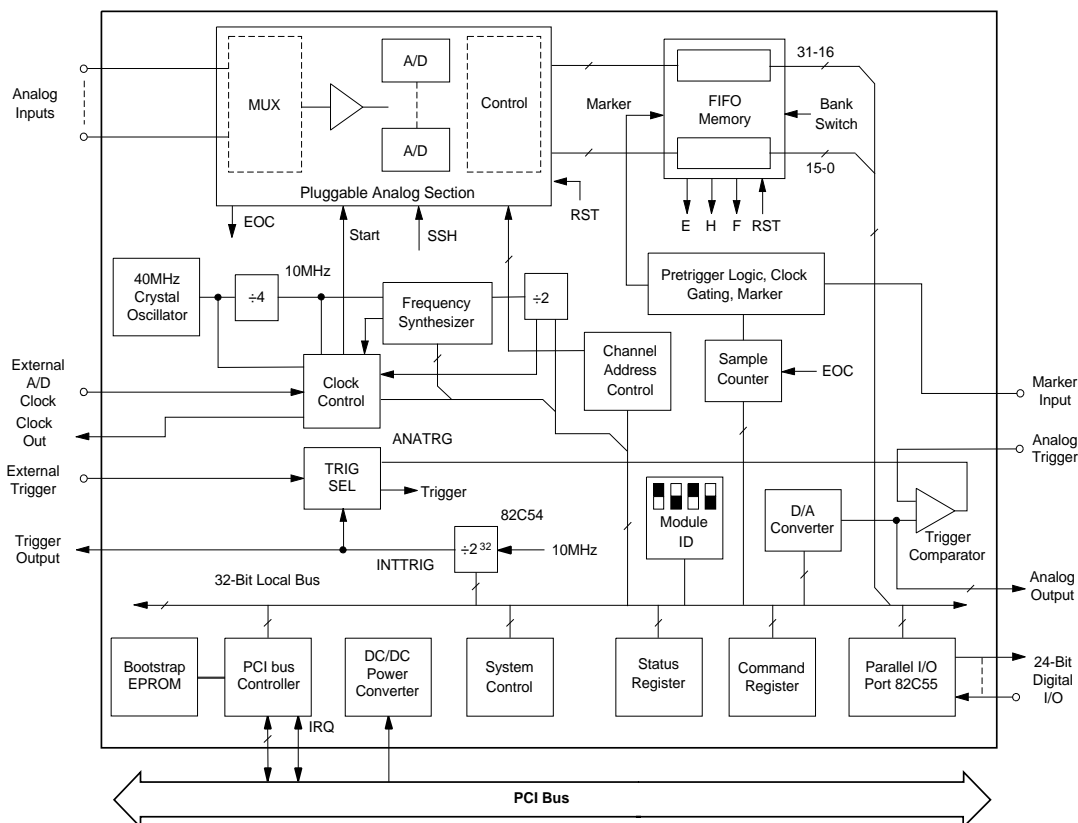 Analog
Inputs
MUX
A/D
A/D
Control
Pluggable Analog Section
31-16
Marker
FIFO
Memory
Bank
Switch
15-0
EOC
Start
SSH
RST
E
H
F
RST
40MHz
Crystal
Oscillator
÷4
10MHz
Frequency
Synthesizer
÷2
Pretrigger Logic, Clock
Gating, Marker
Channel
Address
Control
Sample
Counter
EOC
External
A/D
Clock
Clock
Control
Clock
Out
ANATRG
Marker
Input
Analog
Trigger
External
Trigger
TRIG
SEL
Trigger
Module
ID
D/A
Converter
Trigger
Comparator
82C54
÷2³²
10MHz
Trigger
Output
INTTRIG
Analog
Output
32-Bit Local Bus
Bootstrap
EPROM
PCI bus
Controller
DC/DC
Power
Converter
System
Control
Status
Register
Command
Register
Parallel I/O
Port 82C55
24-Bit
Digital
I/O
IRQ
PCI Bus